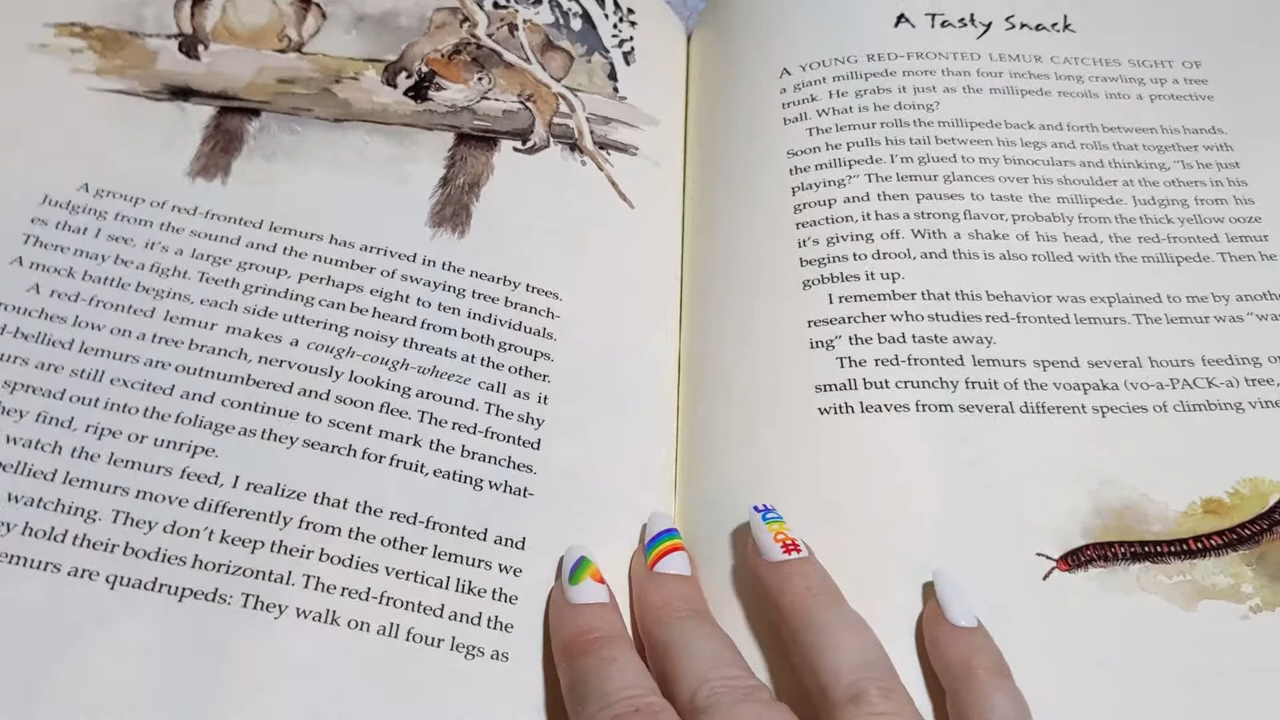 A group of red-fronted lemurs has arrived in the nearby trees.
Judging from the sound and the number of swaying tree branch-
es that I see, it's a large group, perhaps eight to ten individuals.
There may be a fight. Teeth grinding can be heard from both groups.
A mock battle begins, each side uttering noisy threats at the other.
A red-fronted lemur makes a cough-cough-wheeze call as it
crouches low on a tree branch, nervously looking around. The shy
-bellied lemurs are outnumbered and soon flee. The red-fronted
urs are still excited and continue to scent mark the branches.
spread out into the foliage as they search for fruit, eating what-
hey find, ripe or unripe.
watch the lemurs feed, I realize that the red-fronted and
bellied lemurs move differently from the other lemurs we
watching. They don't keep their bodies vertical like the
ey hold their bodies horizontal. The red-fronted and the
emurs are quadrupeds: They walk on all four legs as
A Tasty Snack
A YOUNG RED-FRONTED LEMUR CATCHES SIGHT OF
a giant millipede more than four inches long crawling up a tree
trunk. He grabs it just as the millipede recoils into a protective
ball. What is he doing?
The lemur rolls the millipede back and forth between his hands.
Soon he pulls his tail between his legs and rolls that together with
the millipede. I'm glued to my binoculars and thinking, "Is he just
playing?" The lemur glances over his shoulder at the others in his
group and then pauses to taste the millipede. Judging from his
reaction, it has a strong flavor, probably from the thick yellow ooze
it's giving off. With a shake of his head, the red-fronted lemur
begins to drool, and this is also rolled with the millipede. Then he
gobbles it up.
I remember that this behavior was explained to me by anoth
researcher who studies red-fronted lemurs. The lemur was "was
ing" the bad taste away.
The red-fronted lemurs spend several hours feeding on
small but crunchy fruit of the voapaka (vo-a-PACK-a) tree,
with leaves from several different species of climbing vine
#PRIDE